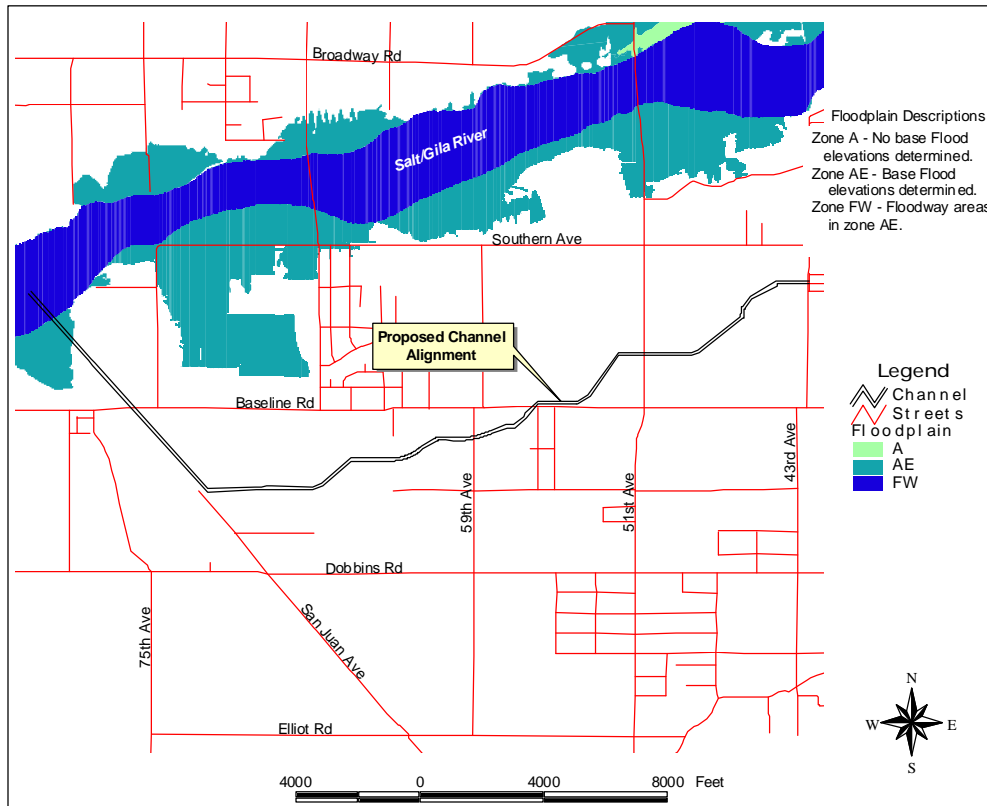 Broadway Rd
Salt/Gila River
Floodplain Descriptions
Zone A - No base Flood
elevations determined.
Zone AE - Base Flood
elevations determined.
Zone FW - Floodway areas
in zone AE.
Southern Ave
Proposed Channel
Alignment
Baseline Rd
Legend
Channel
Streets
Floodplain
A
AE
FW
43rd Ave
51st Ave
59th Ave
Dobbins Rd
San Juan Ave
75th Ave
Elliot Rd
N
W
E
S
4000 0 4000 8000 Feet